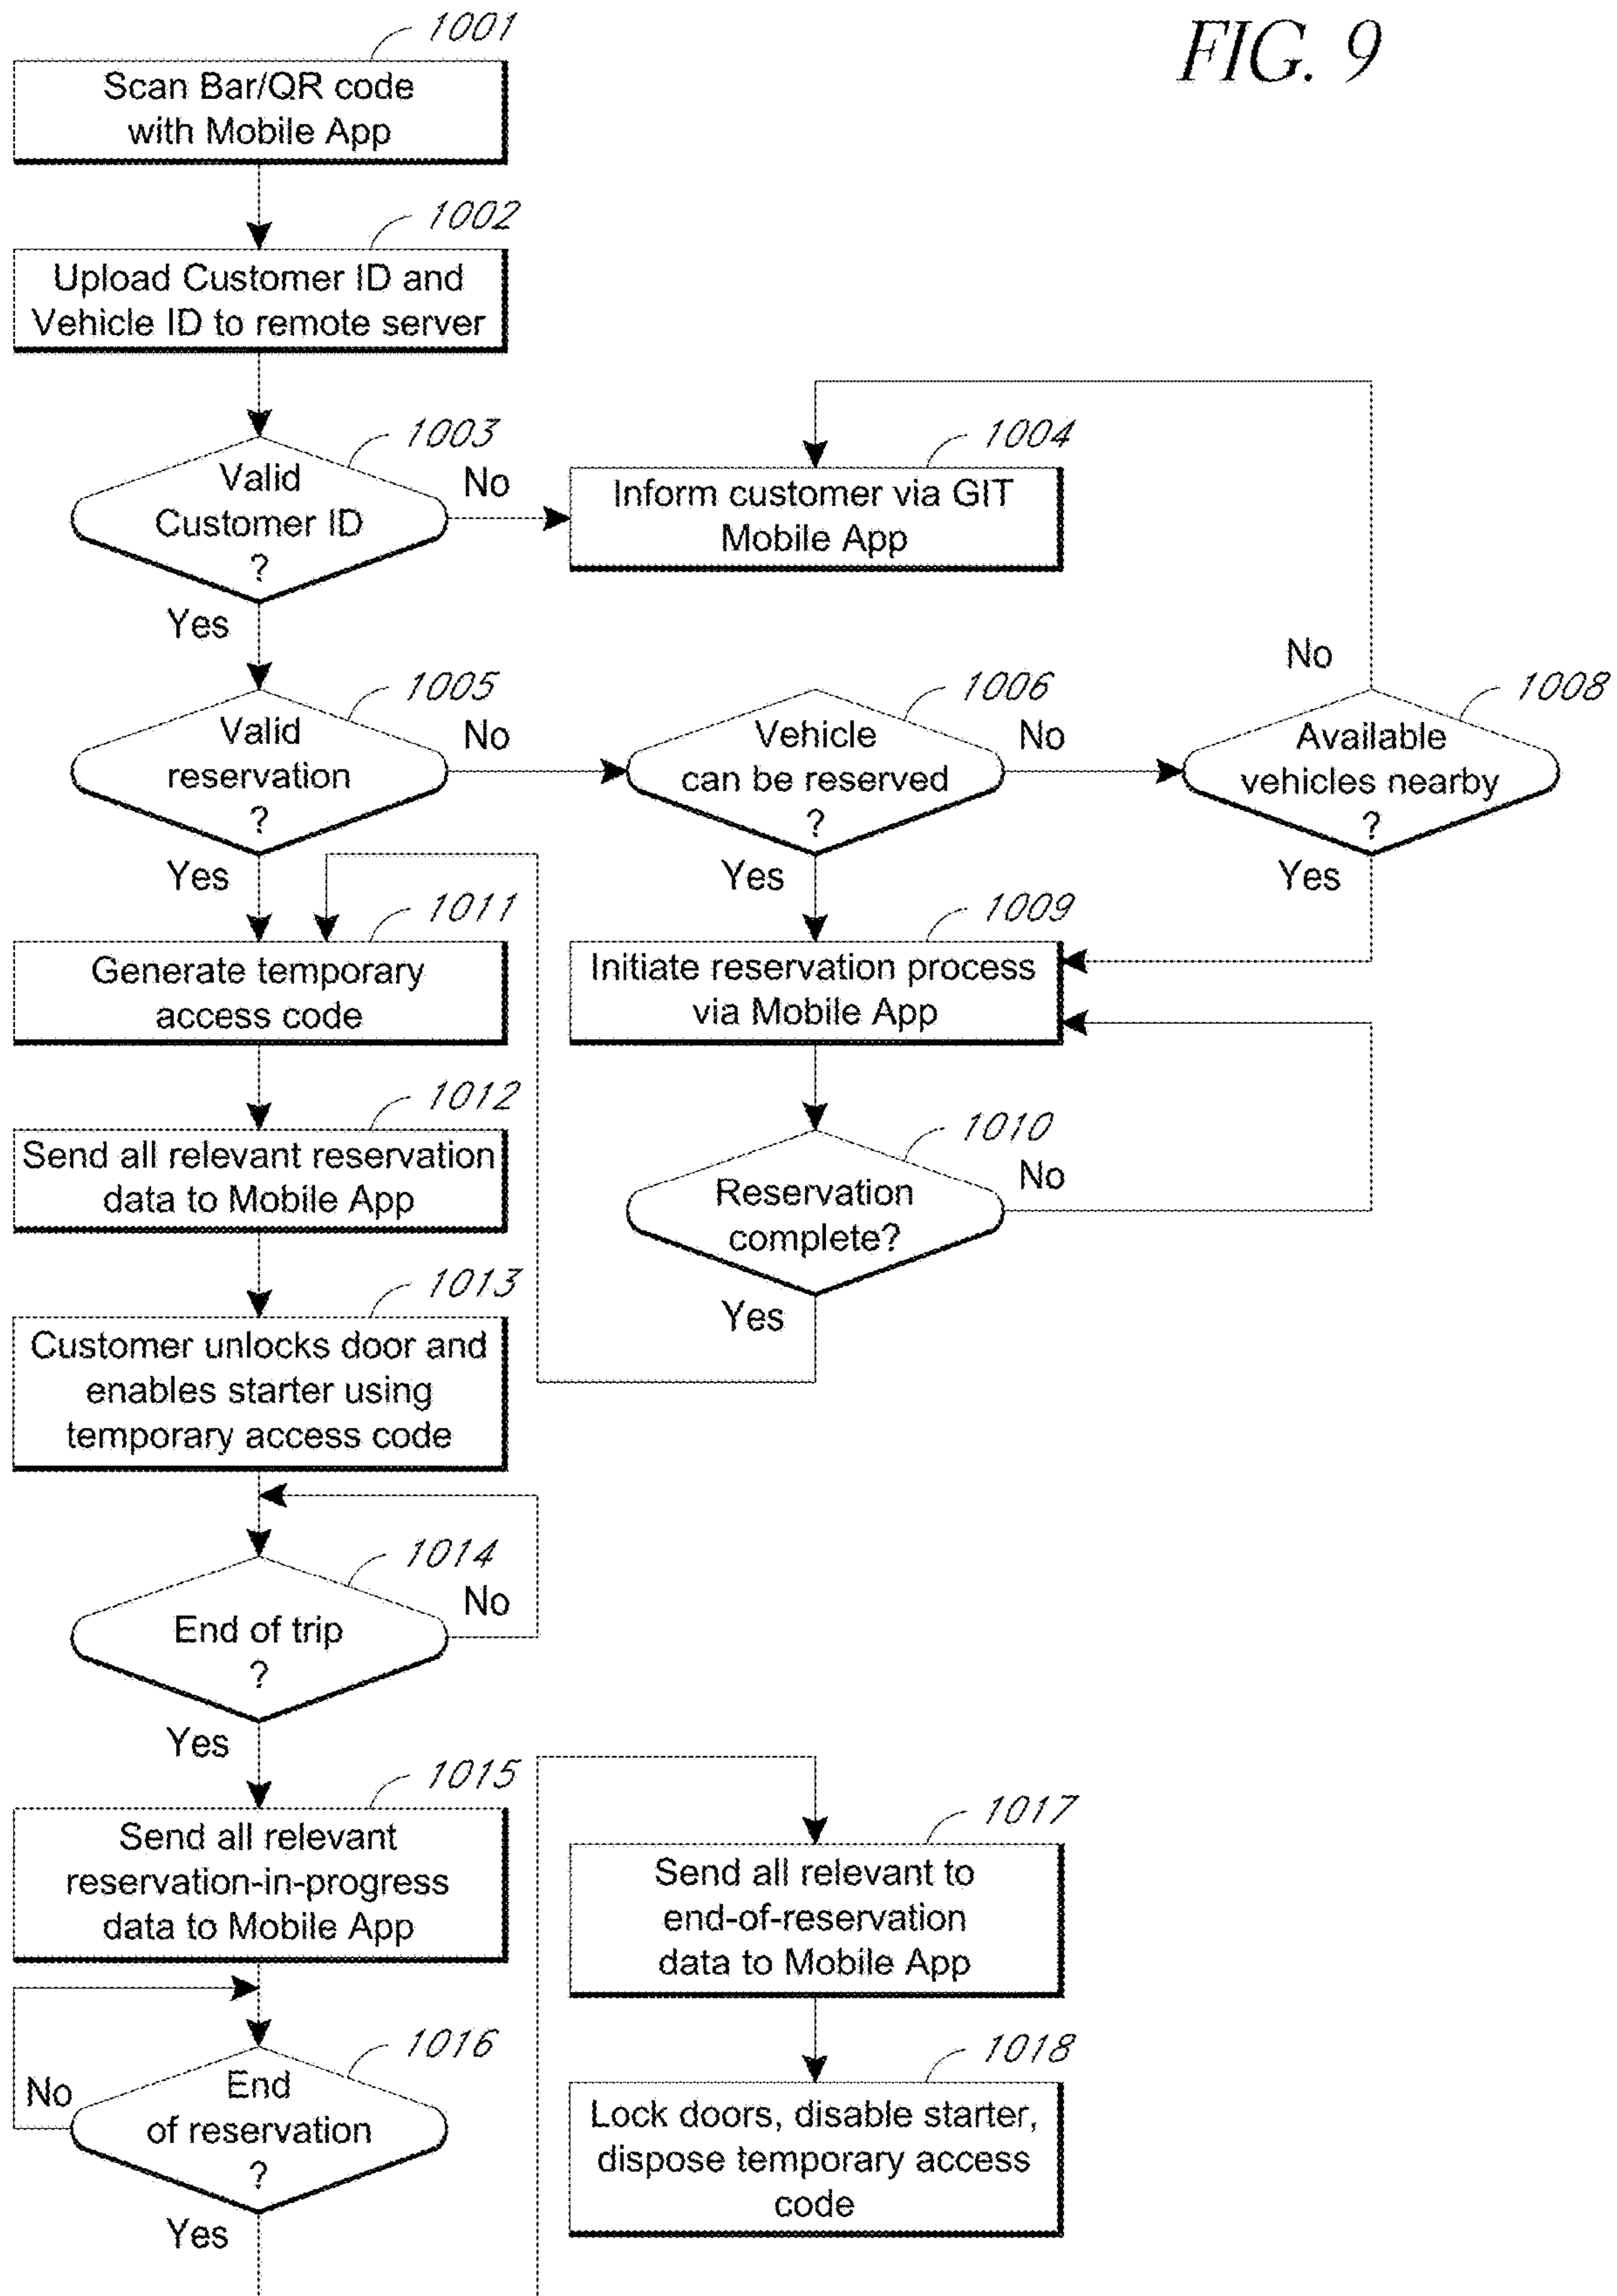 FIG. 9
1001
Scan Bar/QR code
with Mobile App
1002
Upload Customer ID and
Vehicle ID to remote server
1003
Valid
Customer ID
?
No
Yes
1004
Inform customer via GIT
Mobile App
1005
Valid
reservation
?
No
Yes
1006
Vehicle
can be reserved
?
No
Yes
No
1008
Available
vehicles nearby
?
Yes
1011
Generate temporary
access code
1009
Initiate reservation process
via Mobile App
1012
Send all relevant reservation
data to Mobile App
1010
Reservation
complete?
No
Yes
1013
Customer unlocks door and
enables starter using
temporary access code
1014
End of trip
?
No
Yes
1015
Send all relevant
reservation-in-progress
data to Mobile App
1016
End
of reservation
?
No
Yes
1017
Send all relevant to
end-of-reservation
data to Mobile App
1018
Lock doors, disable starter,
dispose temporary access
code